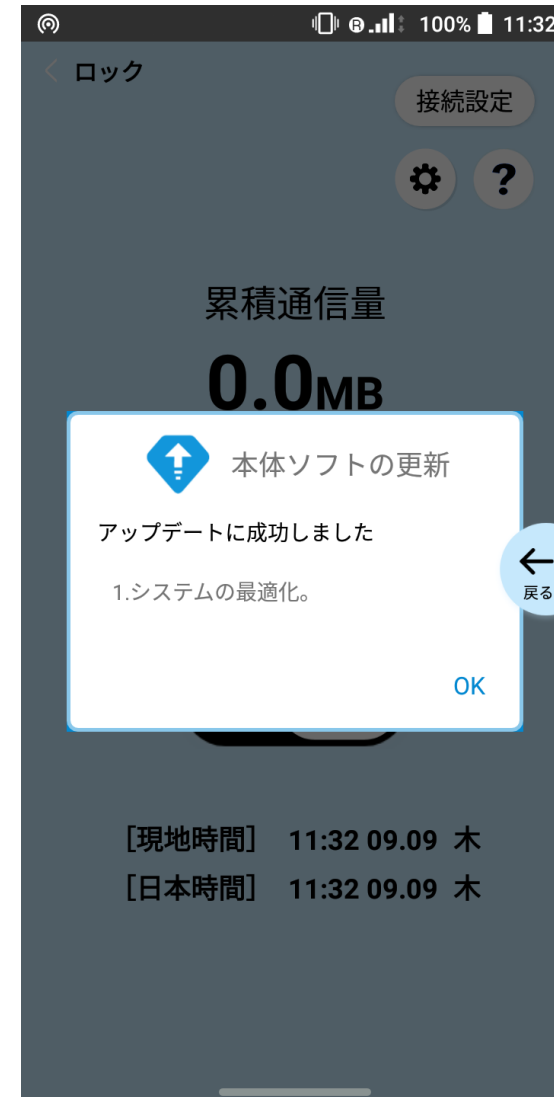 100% 11:32
ロック
接続設定
?
累積通信量
0.0MB
本体ソフトの更新
アップデートに成功しました
1.システムの最適化。
戻る
OK
［現地時間］ 11:32 09.09 木
［日本時間］ 11:32 09.09 木